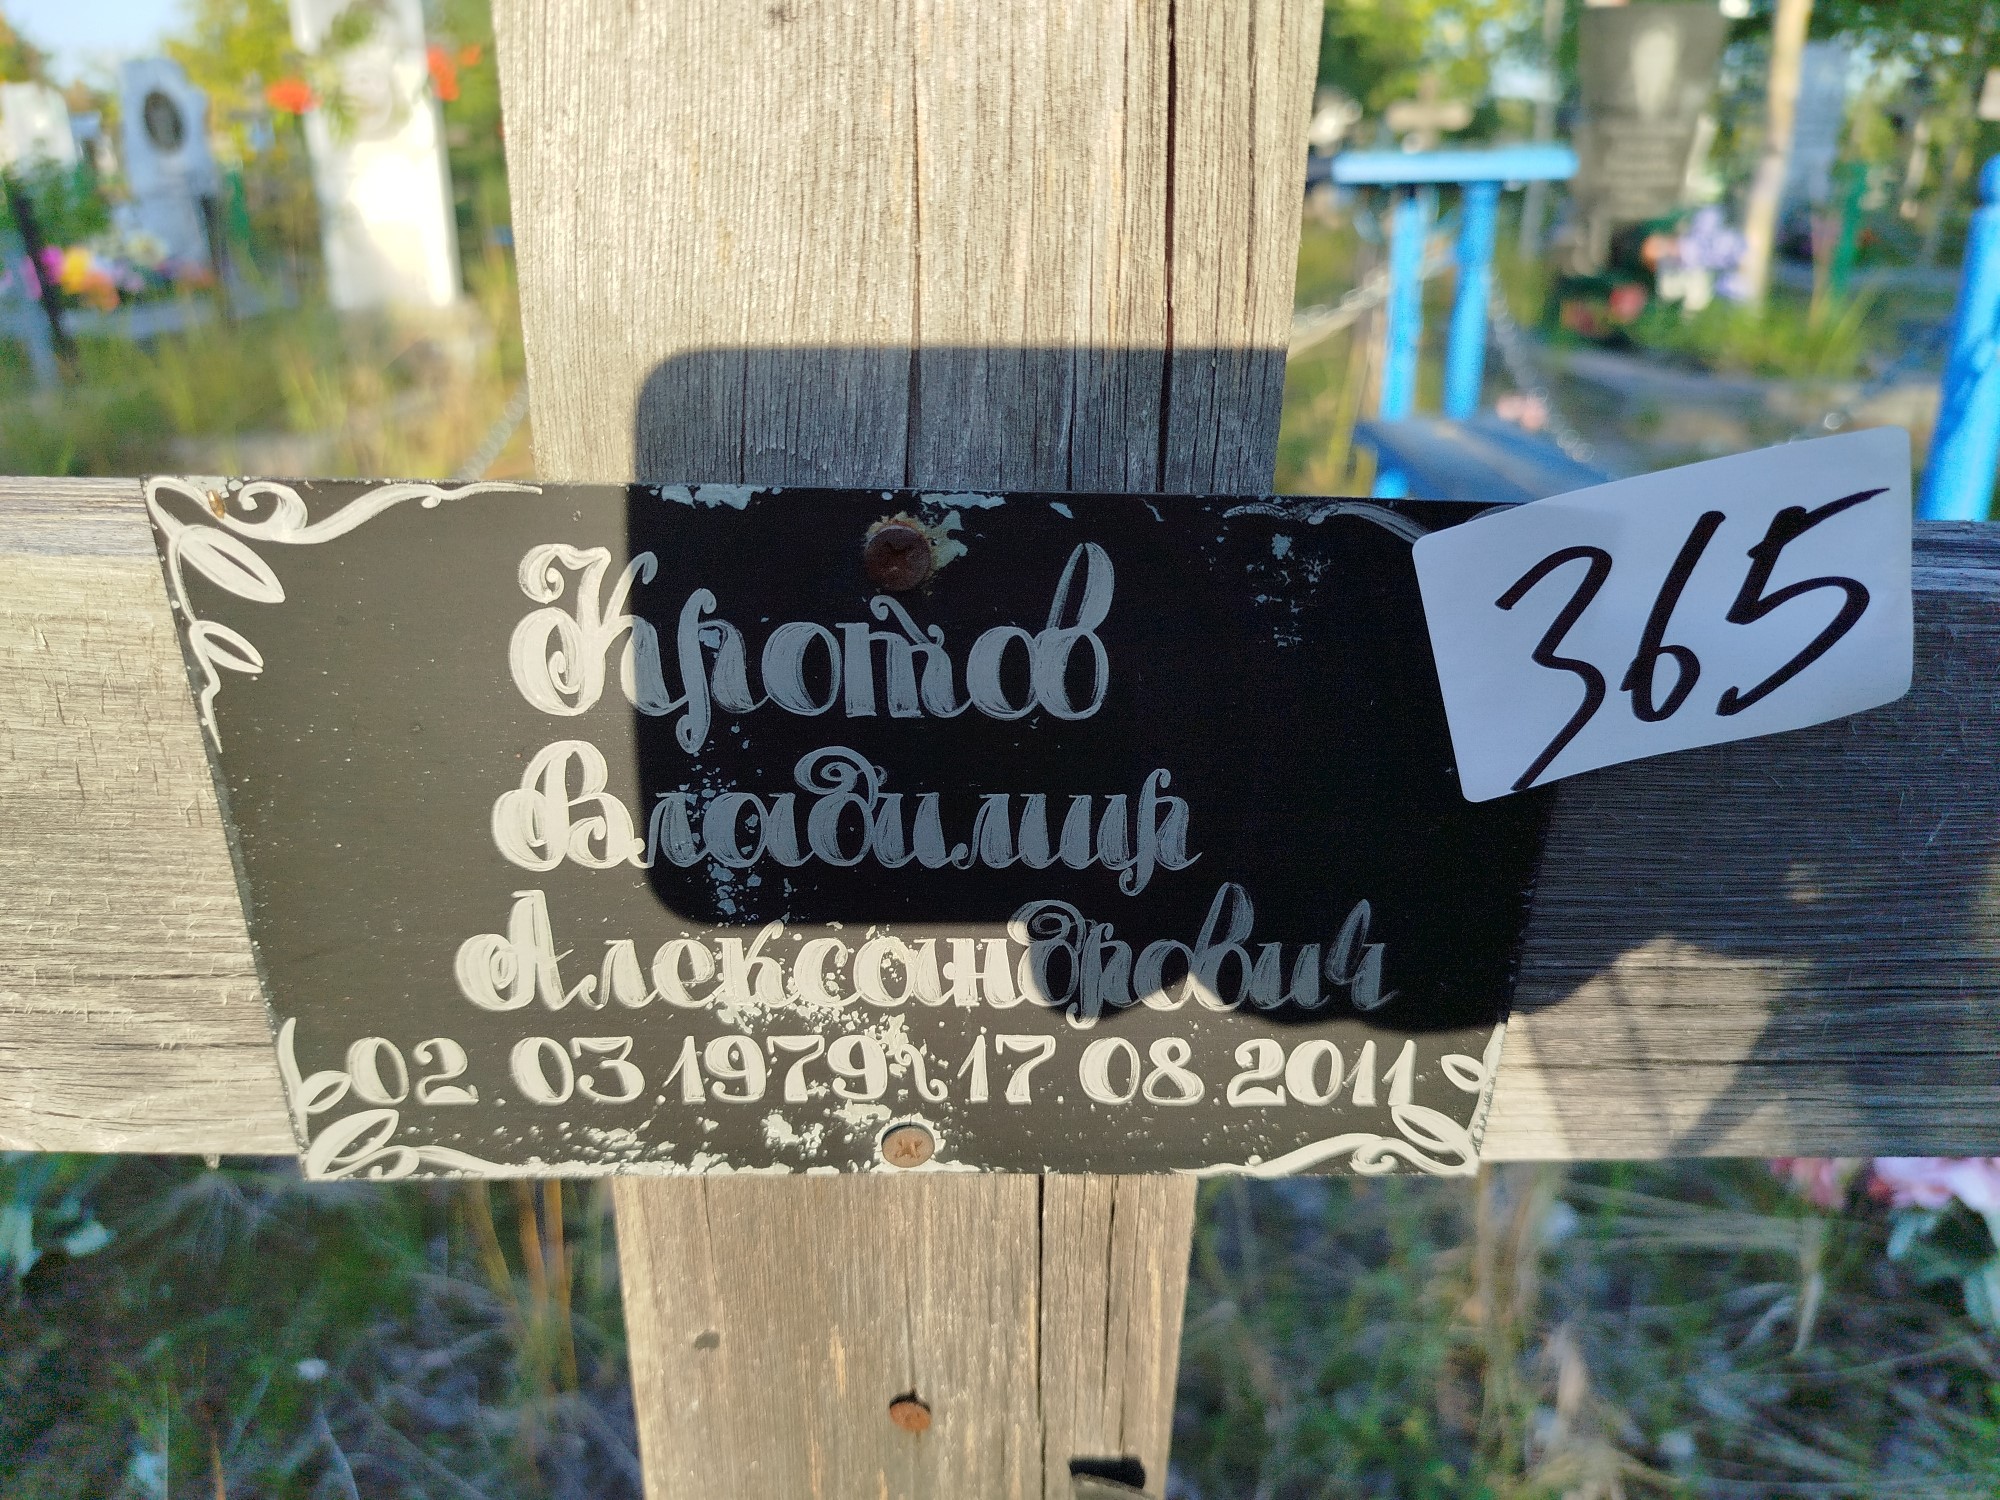 Кротов
Владимир
Александрович
02.03.1979~17.08.2011
365